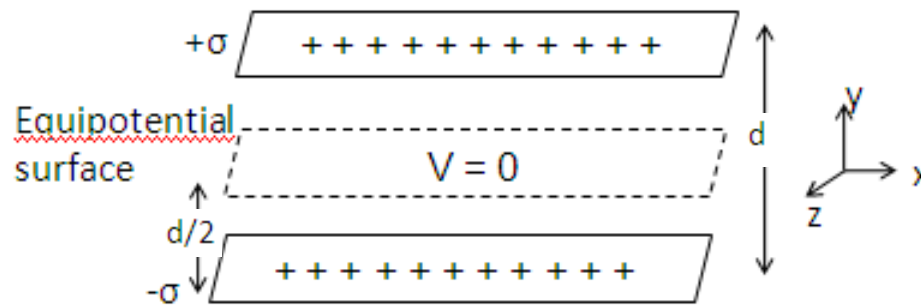 +σ
+ + + + + + + + + + +
Equipotential
surface
V = 0
d
y
x
z
d/2
-σ
+ + + + + + + + + + +